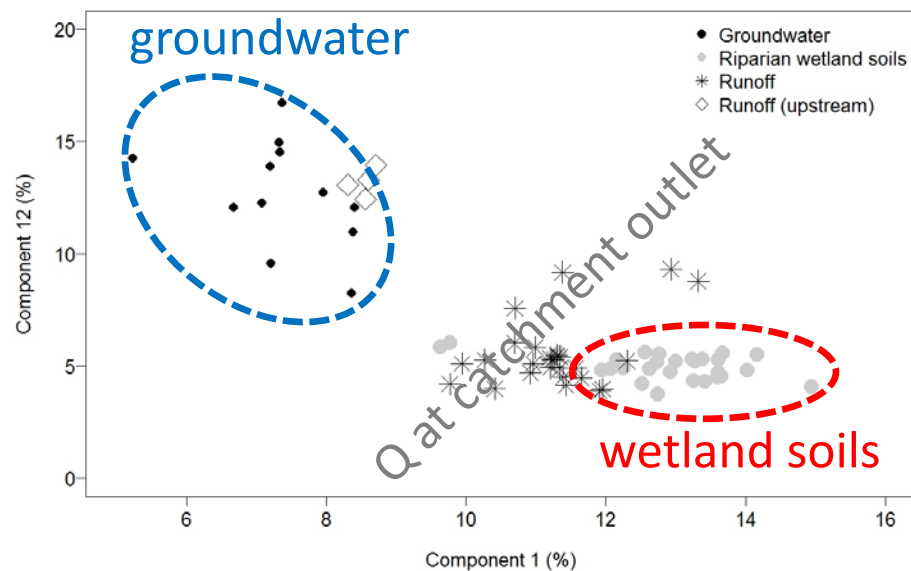 groundwater
Groundwater
Riparian wetland soils
Runoff
Runoff (upstream)
Q at catchment outlet
wetland soils
Component 12 (%)
20
15
10
5
0
6
8
10
12
14
16
Component 1 (%)